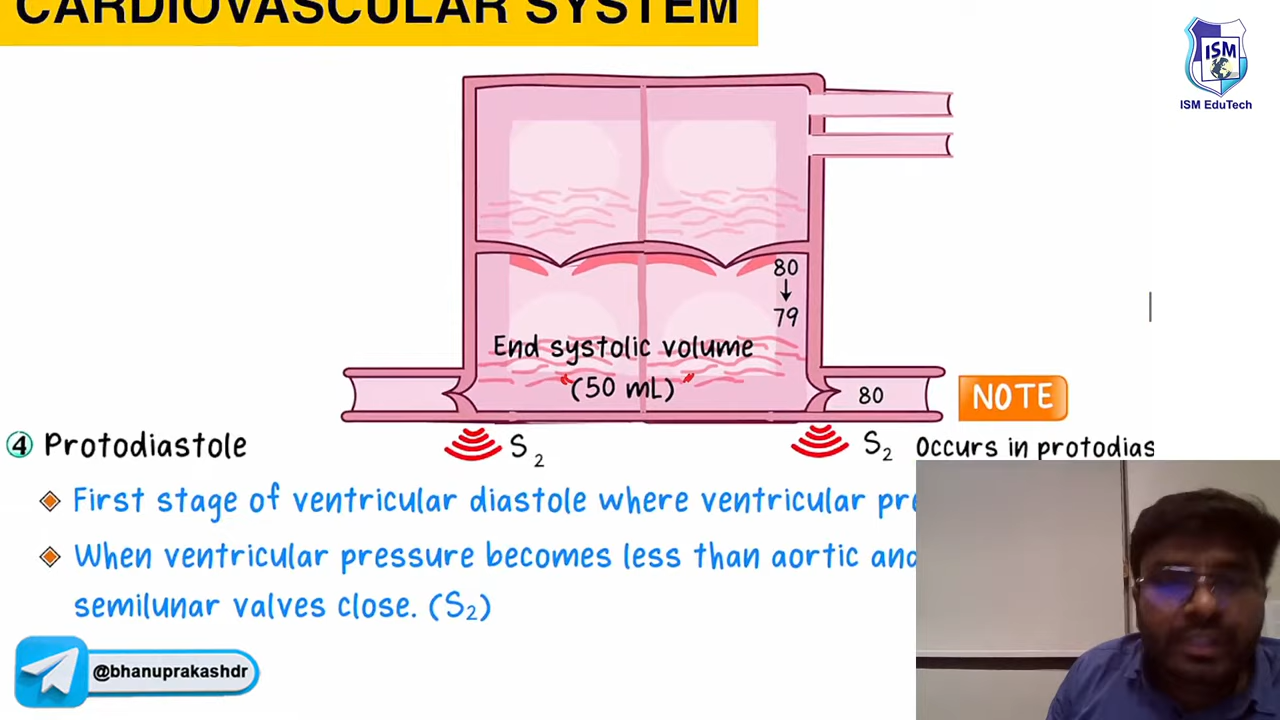 CARDIOVASCULAR SYSTEM
ISM
ISM EduTech
80
79
End systolic volume
(50 mL)
80
NOTE
④ Protodiastole
S₂
S₂
Occurs in protodias
First stage of ventricular diastole where ventricular pre
When ventricular pressure becomes less than aortic and
semilunar valves close. (S₂)
@bhanuprakashdr